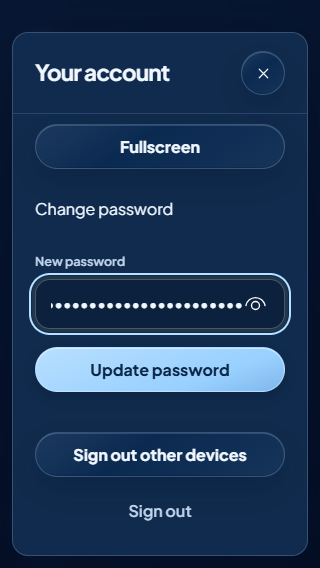 Your account
Fullscreen
Change password
New password
Update password
Sign out other devices
Sign out